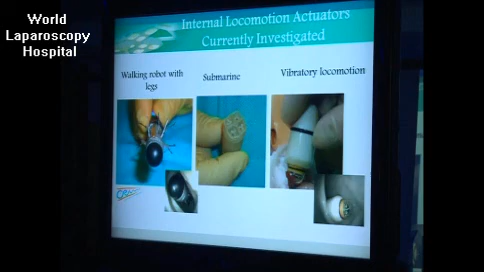 World
Laparoscopy
Hospital
Internal Locomotion Actuators
Currently Investigated
Walking robot with
legs
Submarine
Vibratory locomotion